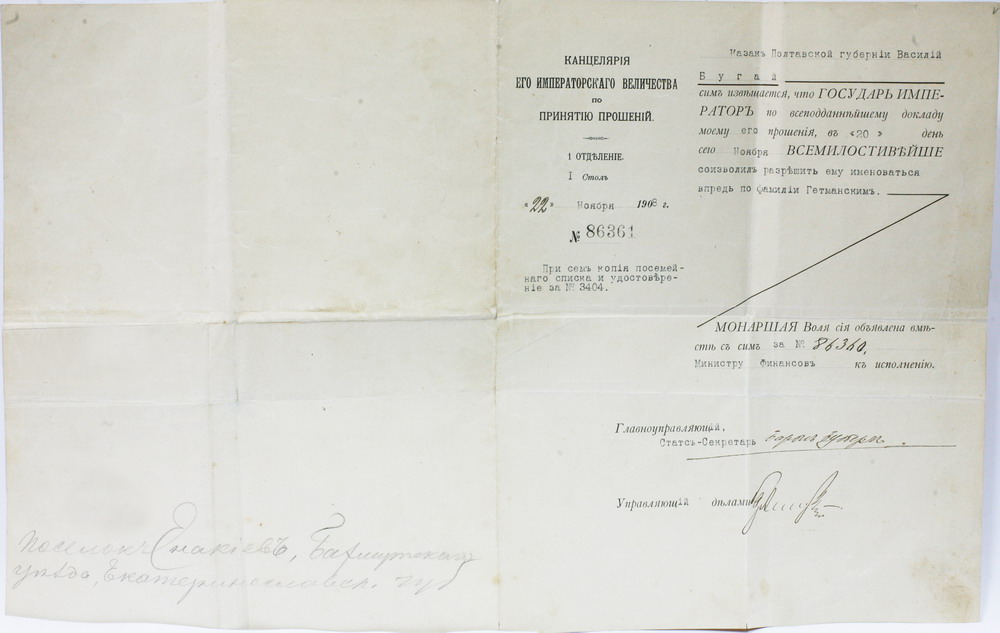 КАНЦЕЛЯРІЯ
ЕГО ИМПЕРАТОРСКАГО ВЕЛИЧЕСТВА
по
ПРИНЯТІЮ ПРОШЕНІЙ.
1 ОТДѢЛЕНІЕ.
I Столъ
«22» Ноября 1908 г.
№ 86361
При семъ копія посемей-
наго списка и удостовѣре-
ніе за № 3404.
Казакъ Полтавской губерніи Василій
Бугай
симъ извѣщается, что ГОСУДАРЬ ИМПЕ-
РАТОРЪ по всеподданнѣйшему докладу
моему его прошенія, въ «20» день
сего Ноября ВСЕМИЛОСТИВѢЙШЕ
соизволилъ разрѣшить ему именоваться
впредь по фамиліи Гетманскимъ.
МОНАРШАЯ Воля сія объявлена вмѣ-
стѣ съ симъ за № 86360,
Министру Финансовъ къ исполненію.
Главноуправляющій,
Статсъ-Секретарь Баронъ Будбергъ.
Управляющій дѣлами
поселокъ Енакіевъ, Бахмутскаго
уѣзда, Екатеринославск. губ